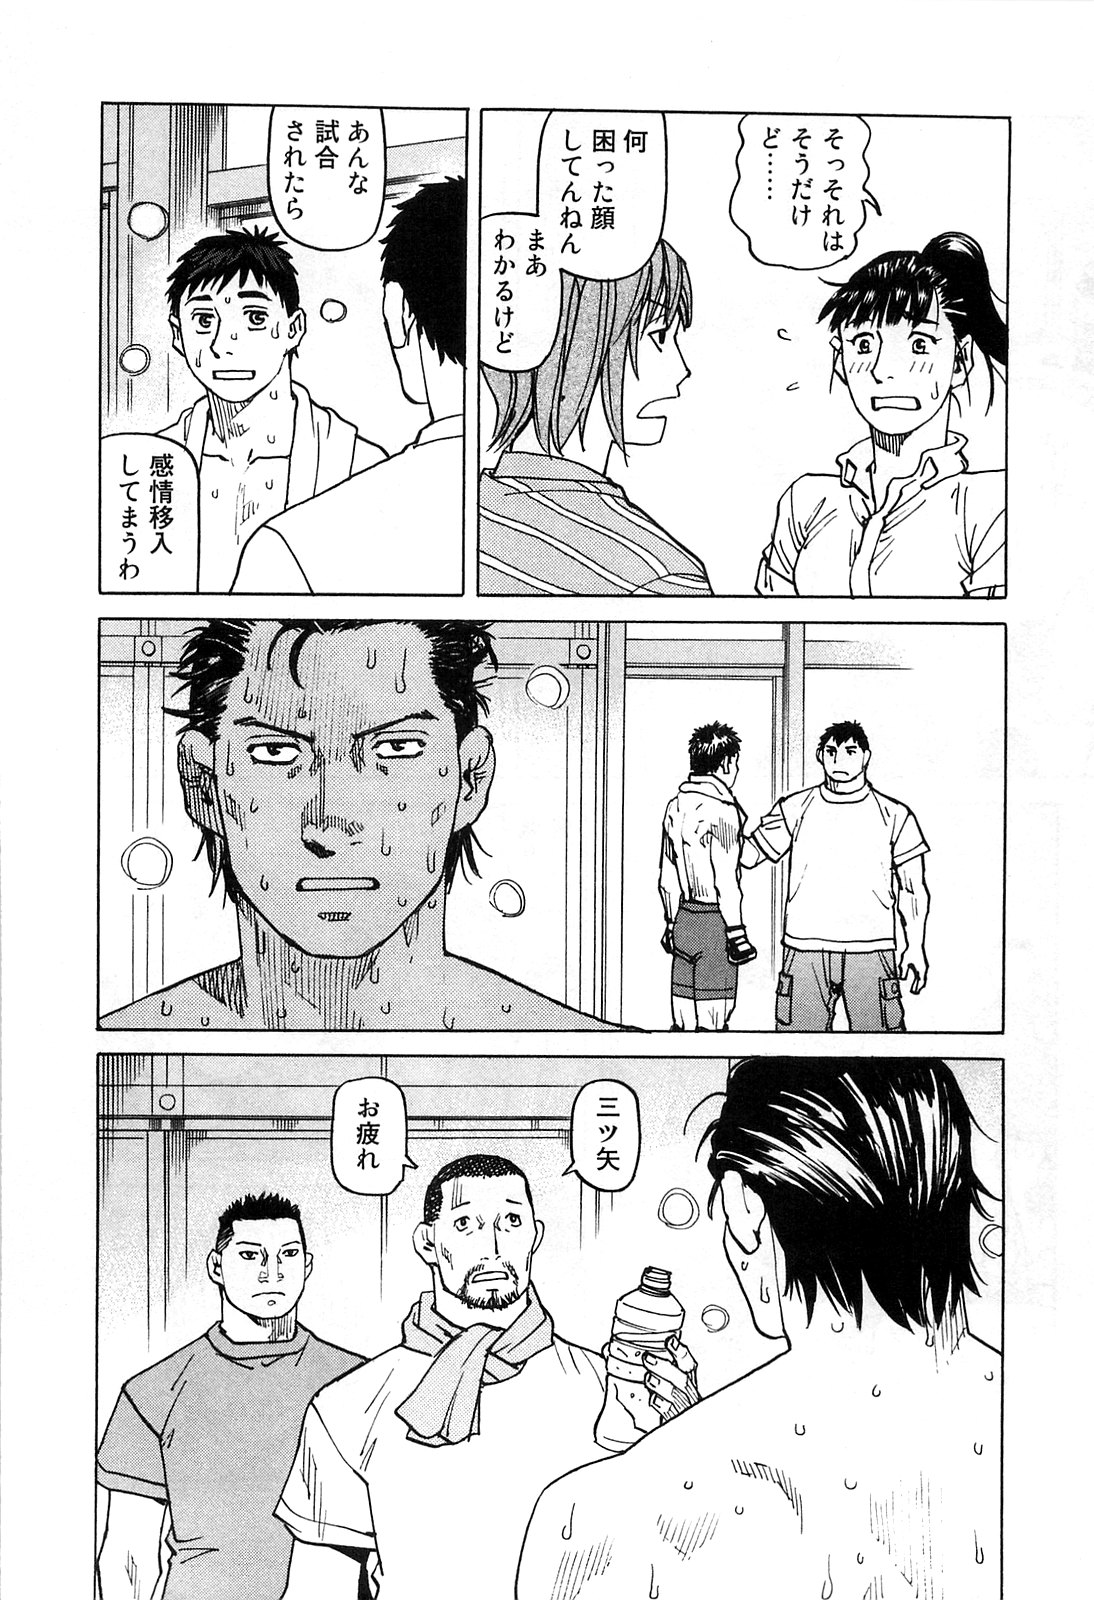 そっそれは
そうだけ
ど……
何
困った顔
してんねん
まあ
わかるけど
あんな
試合
されたら
感情移入
してまうわ
三ツ矢
お疲れ